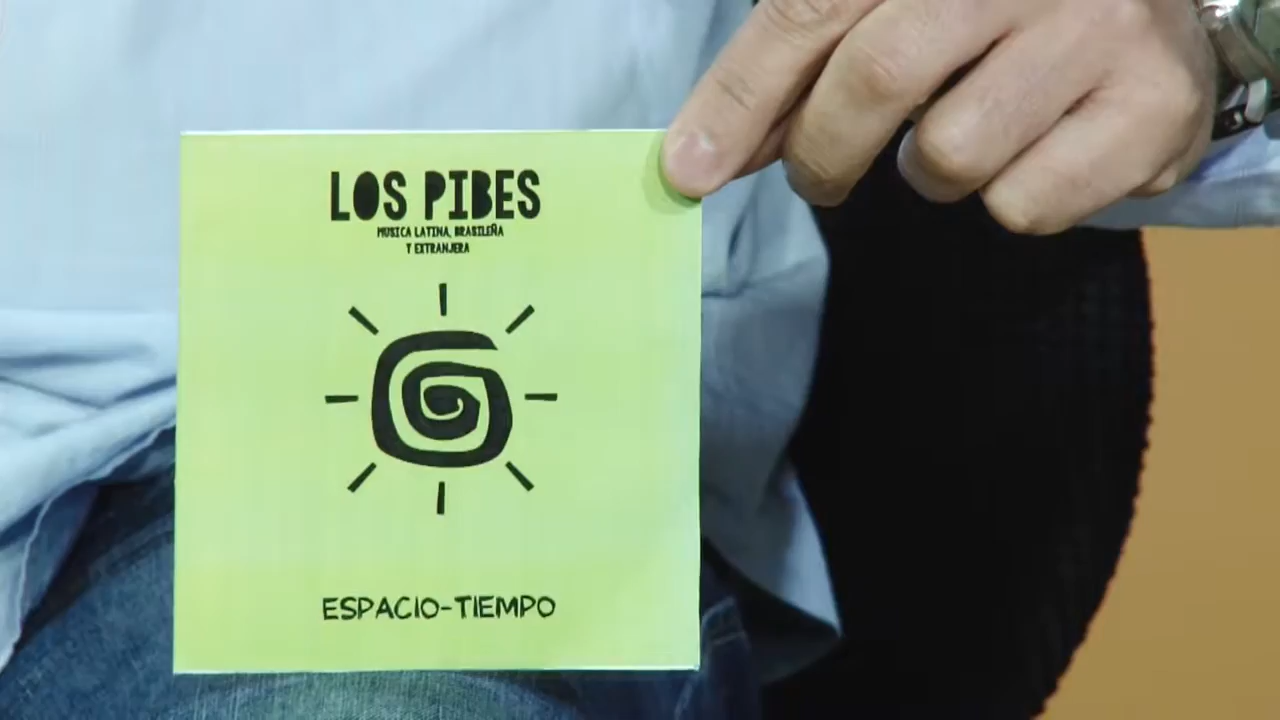 LOS PIBES
MUSICA LATINA, BRASILEÑA
Y EXTRANJERA
ESPACIO-TIEMPO